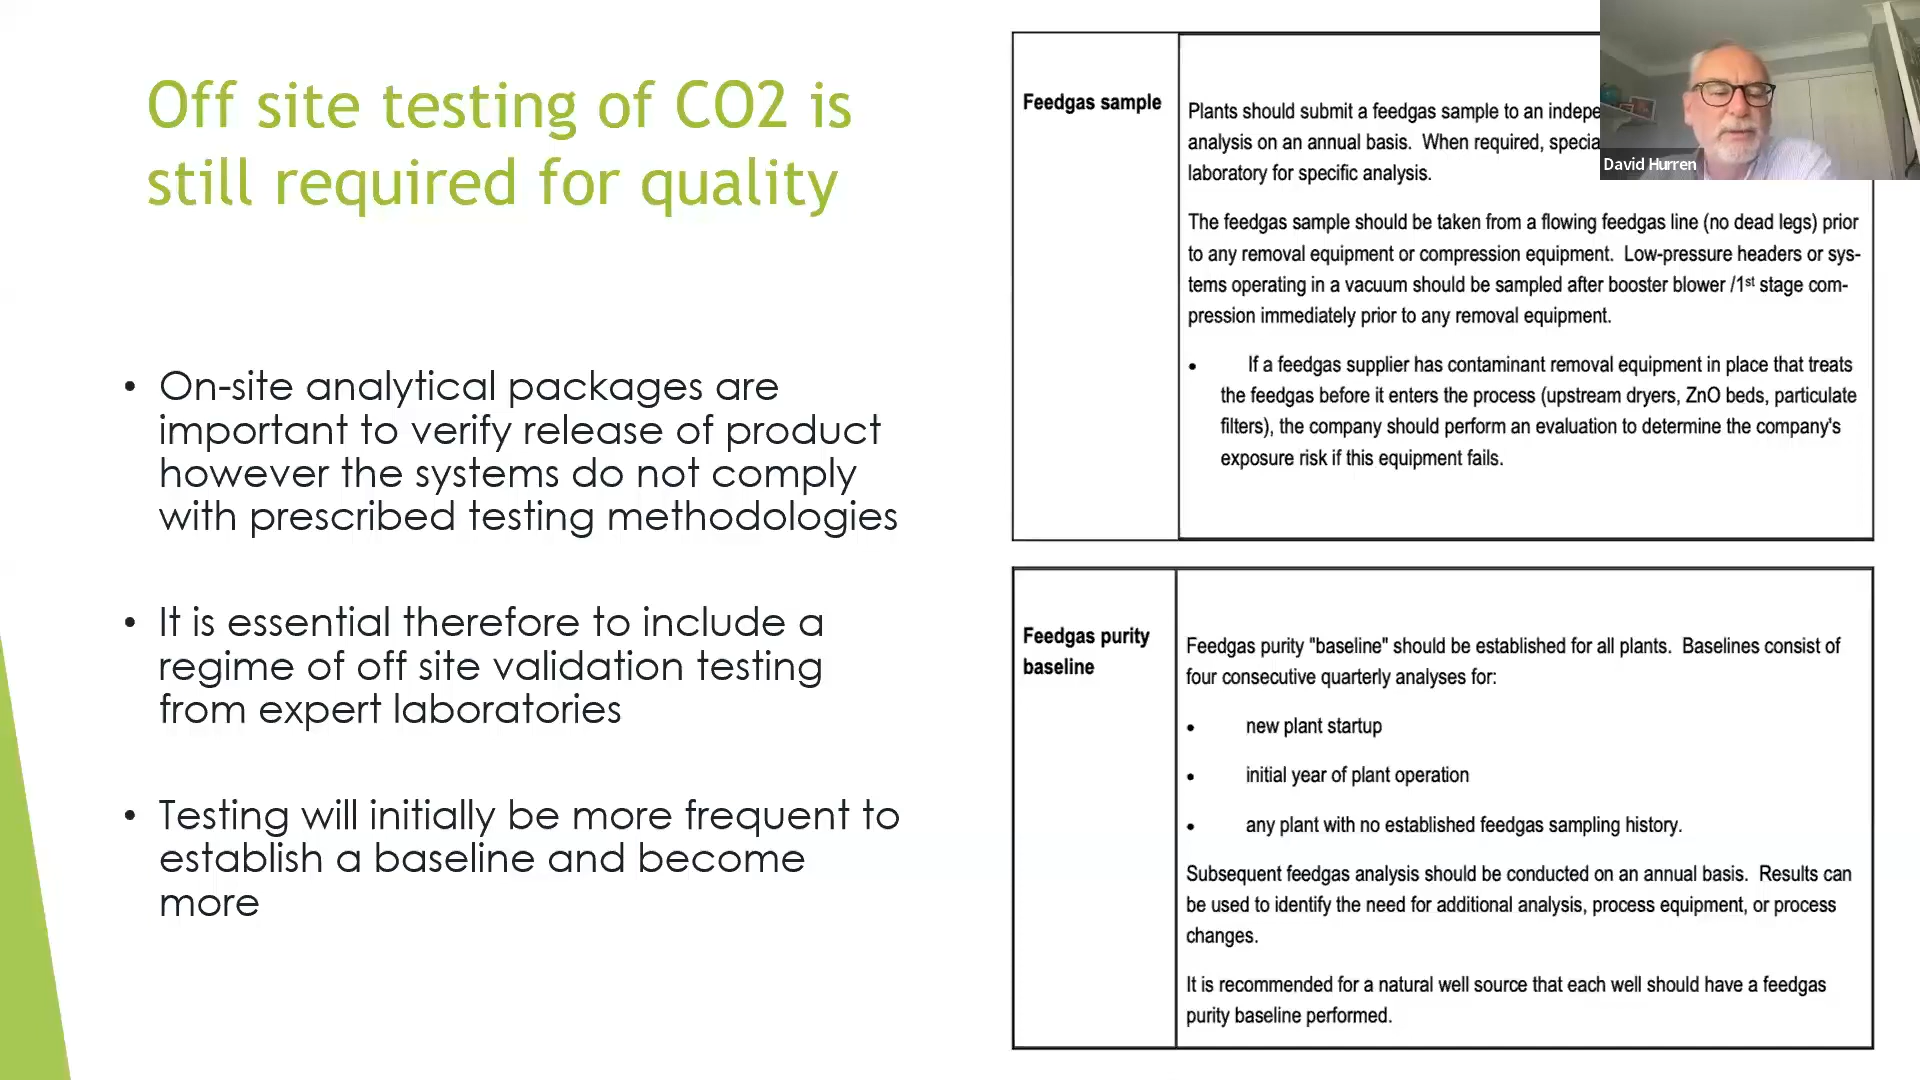 Off site testing of CO2 is
still required for quality
• On-site analytical packages are
important to verify release of product
however the systems do not comply
with prescribed testing methodologies
• It is essential therefore to include a
regime of off site validation testing
from expert laboratories
• Testing will initially be more frequent to
establish a baseline and become
more
Feedgas sample
Plants should submit a feedgas sample to an
analysis on an annual basis. When required,
laboratory for specific analysis.
The feedgas sample should be taken from a flowing feedgas line (no dead legs) prior
to any removal equipment or compression equipment. Low-pressure headers or sys-
tems operating in a vacuum should be sampled after booster blower /1st stage com-
pression immediately prior to any removal equipment.
• If a feedgas supplier has contaminant removal equipment in place that treats
the feedgas before it enters the process (upstream dryers, ZnO beds, particulate
filters), the company should perform an evaluation to determine the company's
exposure risk if this equipment fails.
Feedgas purity
baseline
Feedgas purity "baseline" should be established for all plants. Baselines consist of
four consecutive quarterly analyses for:
• new plant startup
• initial year of plant operation
• any plant with no established feedgas sampling history.
Subsequent feedgas analysis should be conducted on an annual basis. Results can
be used to identify the need for additional analysis, process equipment, or process
changes.
It is recommended for a natural well source that each well should have a feedgas
purity baseline performed.
David Hurren